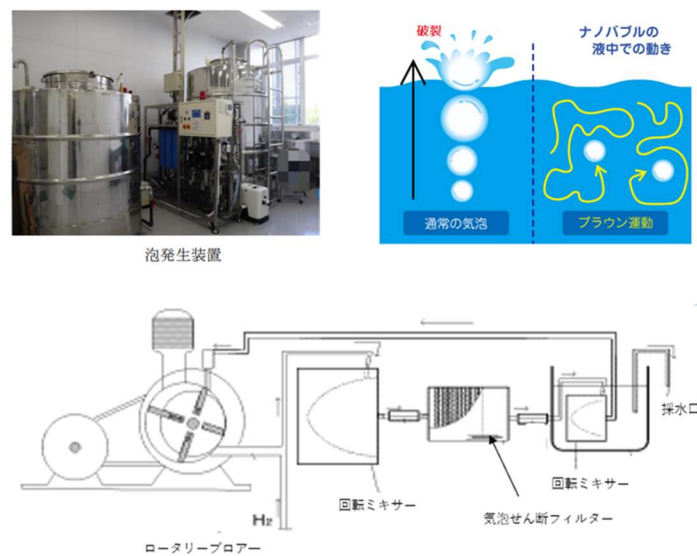 破裂
ナノバブルの
液中での動き
通常の気泡
ブラウン運動
泡発生装置
採水口
回転ミキサー
回転ミキサー
気泡せん断フィルター
H₂
ロータリーブロアー